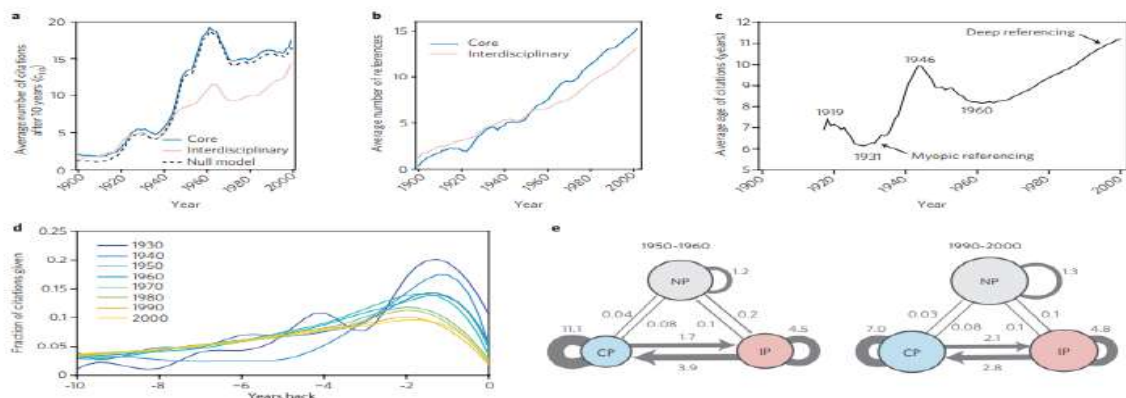 a
20
15
10
5
0
Average number of citations
after 10 years (c10)
Core
Interdisciplinary
Null model
1900
1920
1940
1960
1980
2000
Year
b
15
10
5
0
Average number of references
Core
Interdisciplinary
1900
1920
1940
1960
1980
2000
Year
c
12
11
10
9
8
7
6
5
Average age of citations (years)
Deep referencing
1946
1919
1960
1931
Myopic referencing
1900
1920
1940
1960
1980
2000
Year
d
0.25
0.2
0.15
0.10
0.05
0
Fraction of citations given
1930
1940
1950
1960
1970
1980
1990
2000
-10
-8
-6
-4
-2
0
Years back
e
1950-1960
NP
1.2
0.04
0.08
0.1
0.2
11.1
CP
1.7
3.9
IP
4.5
1990-2000
NP
1.3
0.03
0.08
0.1
0.1
7.0
CP
2.1
2.8
IP
4.8